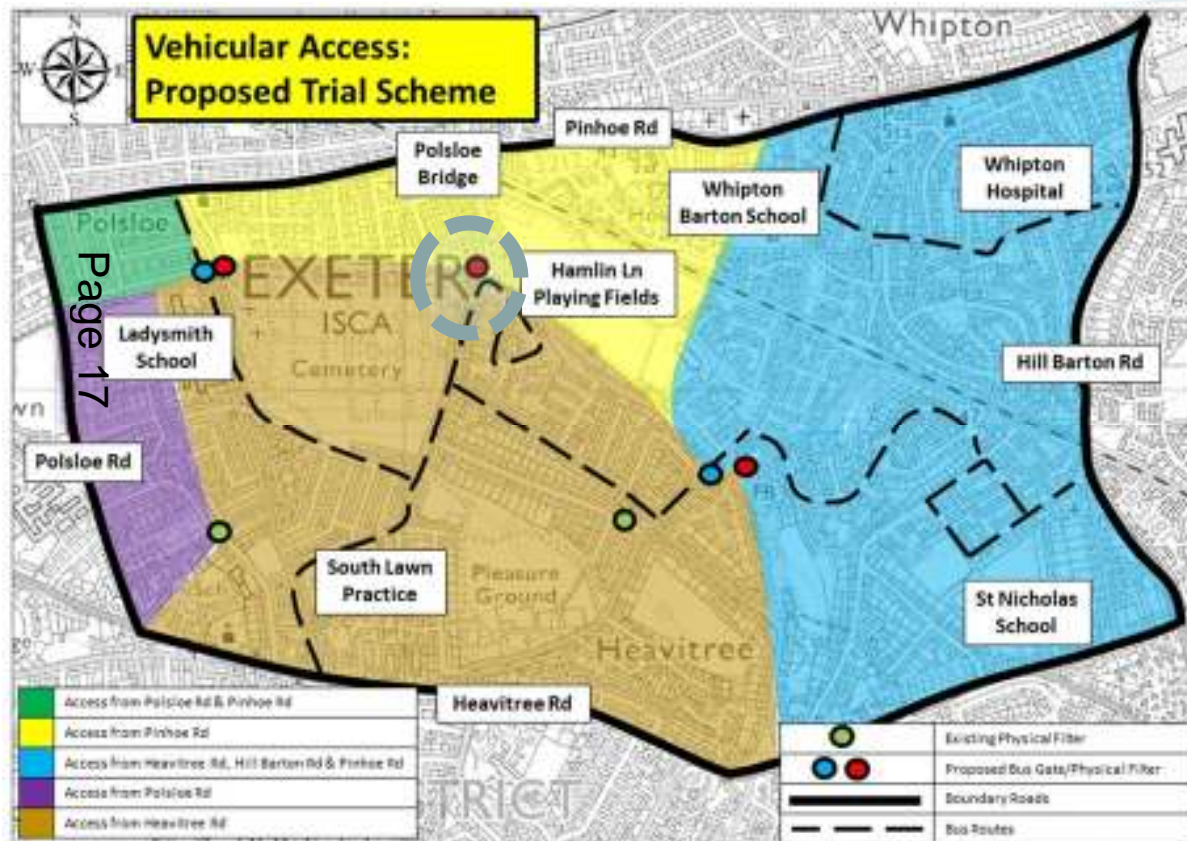 Whipton
N
W
E
S
Vehicular Access:
Proposed Trial Scheme
Pinhoe Rd
Polsloe
Bridge
Whipton
Barton School
Whipton
Hospital
Polsloe
Page 17
EXETER
ISCA
Hamlin Ln
Playing Fields
Ladysmith
School
Cemetery
Hill Barton Rd
Polsloe Rd
FB
South Lawn
Practice
Pleasure
Ground
Sch
St Nicholas
School
Heavitree
Heavitree Rd
TRICT
Access from Polsloe Rd & Pinhoe Rd
Access from Pinhoe Rd
Access from Heavitree Rd, Hill Barton Rd & Pinhoe Rd
Access from Polsloe Rd
Access from Heavitree Rd
Existing Physical Filter
Proposed Bus Gate/Physical Filter
Boundary Roads
Bus Routes